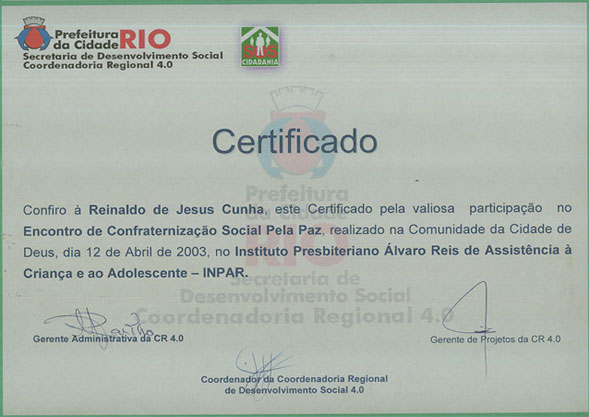 Prefeitura
da Cidade RIO
Secretaria de Desenvolvimento Social
Coordenadoria Regional 4.0
SUS
CIDADANIA
Certificado
Confiro à Reinaldo de Jesus Cunha, este Certificado pela valiosa participação no
Encontro de Confraternização Social Pela Paz, realizado na Comunidade da Cidade de
Deus, dia 12 de Abril de 2003, no Instituto Presbiteriano Álvaro Reis de Assistência à
Criança e ao Adolescente – INPAR.
Prefeitura
da Cidade
RIO
Secretaria de
Desenvolvimento Social
Coordenadoria Regional 4.0
Gerente Administrativa da CR 4.0
Gerente de Projetos da CR 4.0
Coordenador da Coordenadoria Regional
de Desenvolvimento Social 4.0